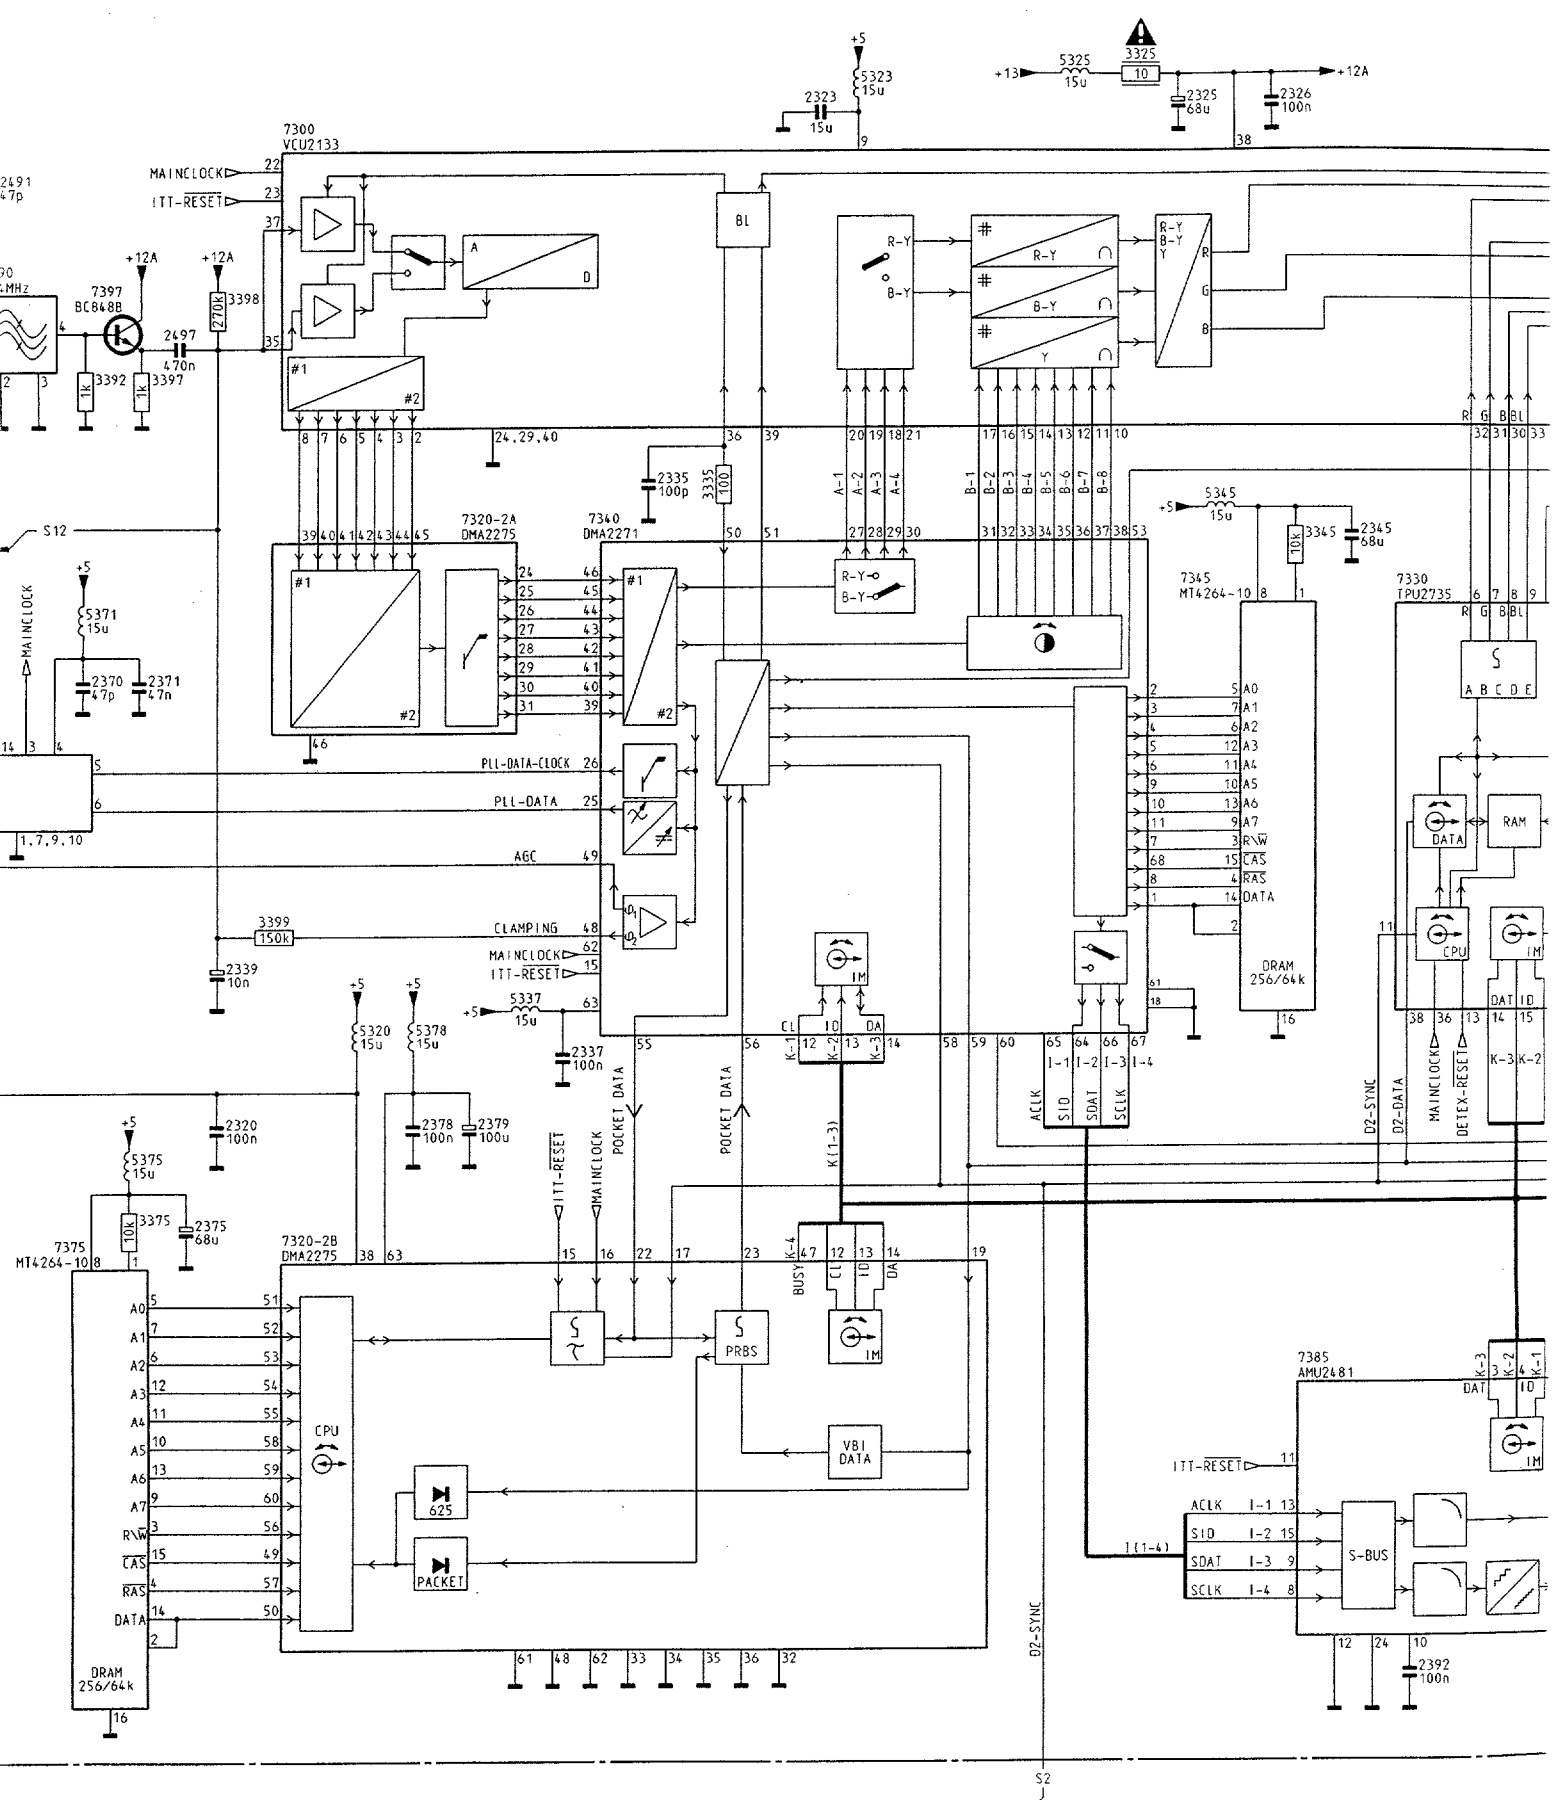 +5
5323
15u
2323
15u
9
+13
5325
15u
3325
10
+12A
2325
68u
2326
100n
38
7300
VCU2133
MAINCLOCK
22
ITT-RESET
23
37
2491
47p
+12A
+12A
7397
BC848B
3398
270k
90
4MHz
4
2497
470n
35
3392
1k
3397
1k
2
3
A
D
#1
#2
BL
R-Y
B-Y
#
R-Y
#
B-Y
#
Y
R-Y
B-Y
Y
R
G
B
8
7
6
5
4
3
2
24,29,40
36
39
20
19
18
21
17
16
15
14
13
12
11
10
R
G
B
BL
32
31
30
33
2335
100p
3335
100
A-1
A-2
A-3
A-4
B-1
B-2
B-3
B-4
B-5
B-6
B-7
B-8
+5
5345
15u
3345
10k
2345
68u
S12
39
40
41
42
43
44
45
7320-2A
DMA2275
7340
DMA2271
50
51
27
28
29
30
31
32
33
34
35
36
37
38
53
R-Y
B-Y
#1
#2
24
25
26
27
28
29
30
31
46
45
44
43
42
41
40
39
#1
#2
46
+5
5371
15u
MAINCLOCK
2370
47p
2371
47n
14
3
4
5
6
1,7,9,10
PLL-DATA-CLOCK
26
PLL-DATA
25
AGC
49
CLAMPING
48
MAINCLOCK
62
ITT-RESET
15
φ1
φ2
7345
MT4264-10
8
1
2
5
A0
3
7
A1
4
6
A2
5
12
A3
6
11
A4
9
10
A5
10
13
A6
11
9
A7
7
3
R\W
68
15
CAS
8
4
RAS
1
14
DATA
2
DRAM
256/64k
16
7330
TPU2735
6
7
8
9
R
G
B
BL
A B C D E
DATA
RAM
11
CPU
IM
DAT
ID
38
36
13
14
15
3399
150k
2339
10n
+5
5337
15u
63
2337
100n
+5
5320
15u
+5
5378
15u
IM
CL
ID
DA
K-1
12
K-2
13
K-3
14
55
56
58
59
60
61
18
65
64
66
67
I-1
I-2
I-3
I-4
ACLK
SID
SDAT
SCLK
D2-SYNC
D2-DATA
MAINCLOCK
DETEX-RESET
K-3
K-2
2320
100n
2378
100n
2379
100u
ITT-RESET
MAINCLOCK
POCKET DATA
POCKET DATA
K(1-3)
+5
5375
15u
3375
10k
2375
68u
7375
MT4264-10
8
1
7320-2B
DMA2275
38
63
15
16
22
17
23
BUSY
K-4
47
12
13
14
CL
ID
DA
19
A0
5
51
A1
7
52
A2
6
53
A3
12
54
A4
11
55
A5
10
58
A6
13
59
A7
9
60
R\W
3
56
CAS
15
49
RAS
4
57
DATA
14
50
2
DRAM
256/64k
16
CPU
PRBS
IM
VBI
DATA
625
PACKET
61
48
62
33
34
35
36
32
D2-SYNC
S2
7385
AMU2481
K-3
3
K-2
4
K-1
DAT
ID
IM
ITT-RESET
11
I(1-4)
ACLK
I-1
13
SID
I-2
15
SDAT
I-3
9
SCLK
I-4
8
S-BUS
12
24
10
2392
100n